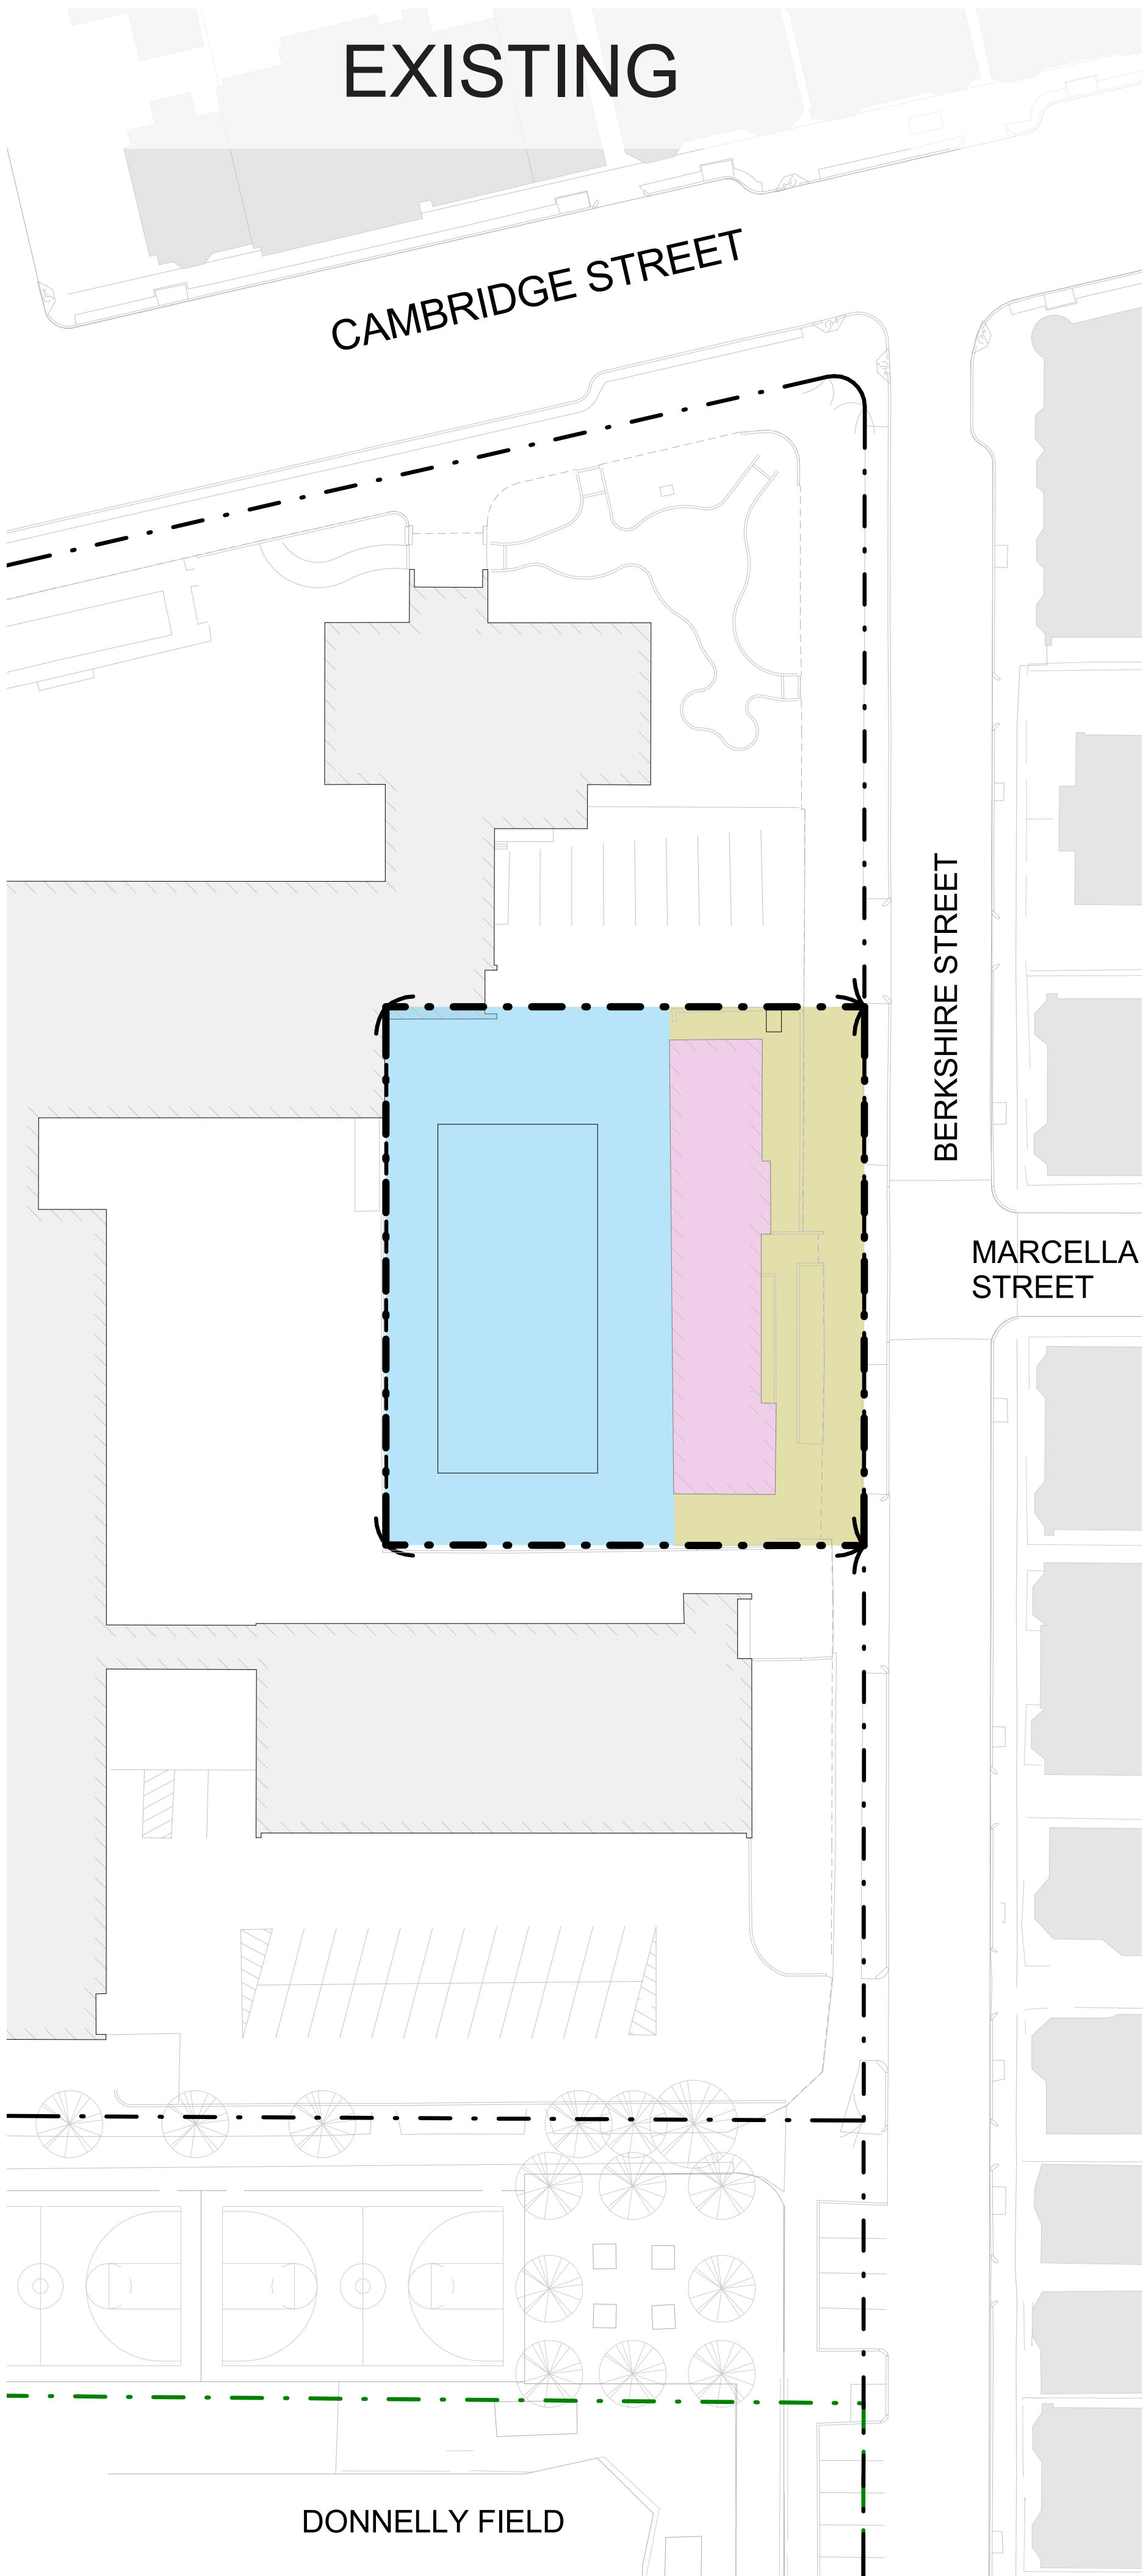 EXISTING
CAMBRIDGE STREET
BERKSHIRE STREET
MARCELLA
STREET
DONNELLY FIELD